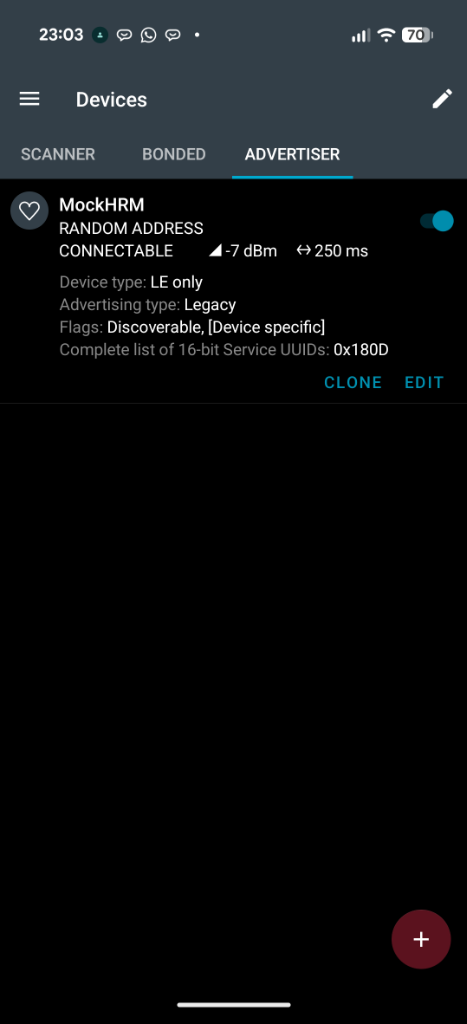 23:03
70
Devices
SCANNER BONDED ADVERTISER
MockHRM
RANDOM ADDRESS
CONNECTABLE -7 dBm 250 ms
Device type: LE only
Advertising type: Legacy
Flags: Discoverable, [Device specific]
Complete list of 16-bit Service UUIDs: 0x180D
CLONE EDIT